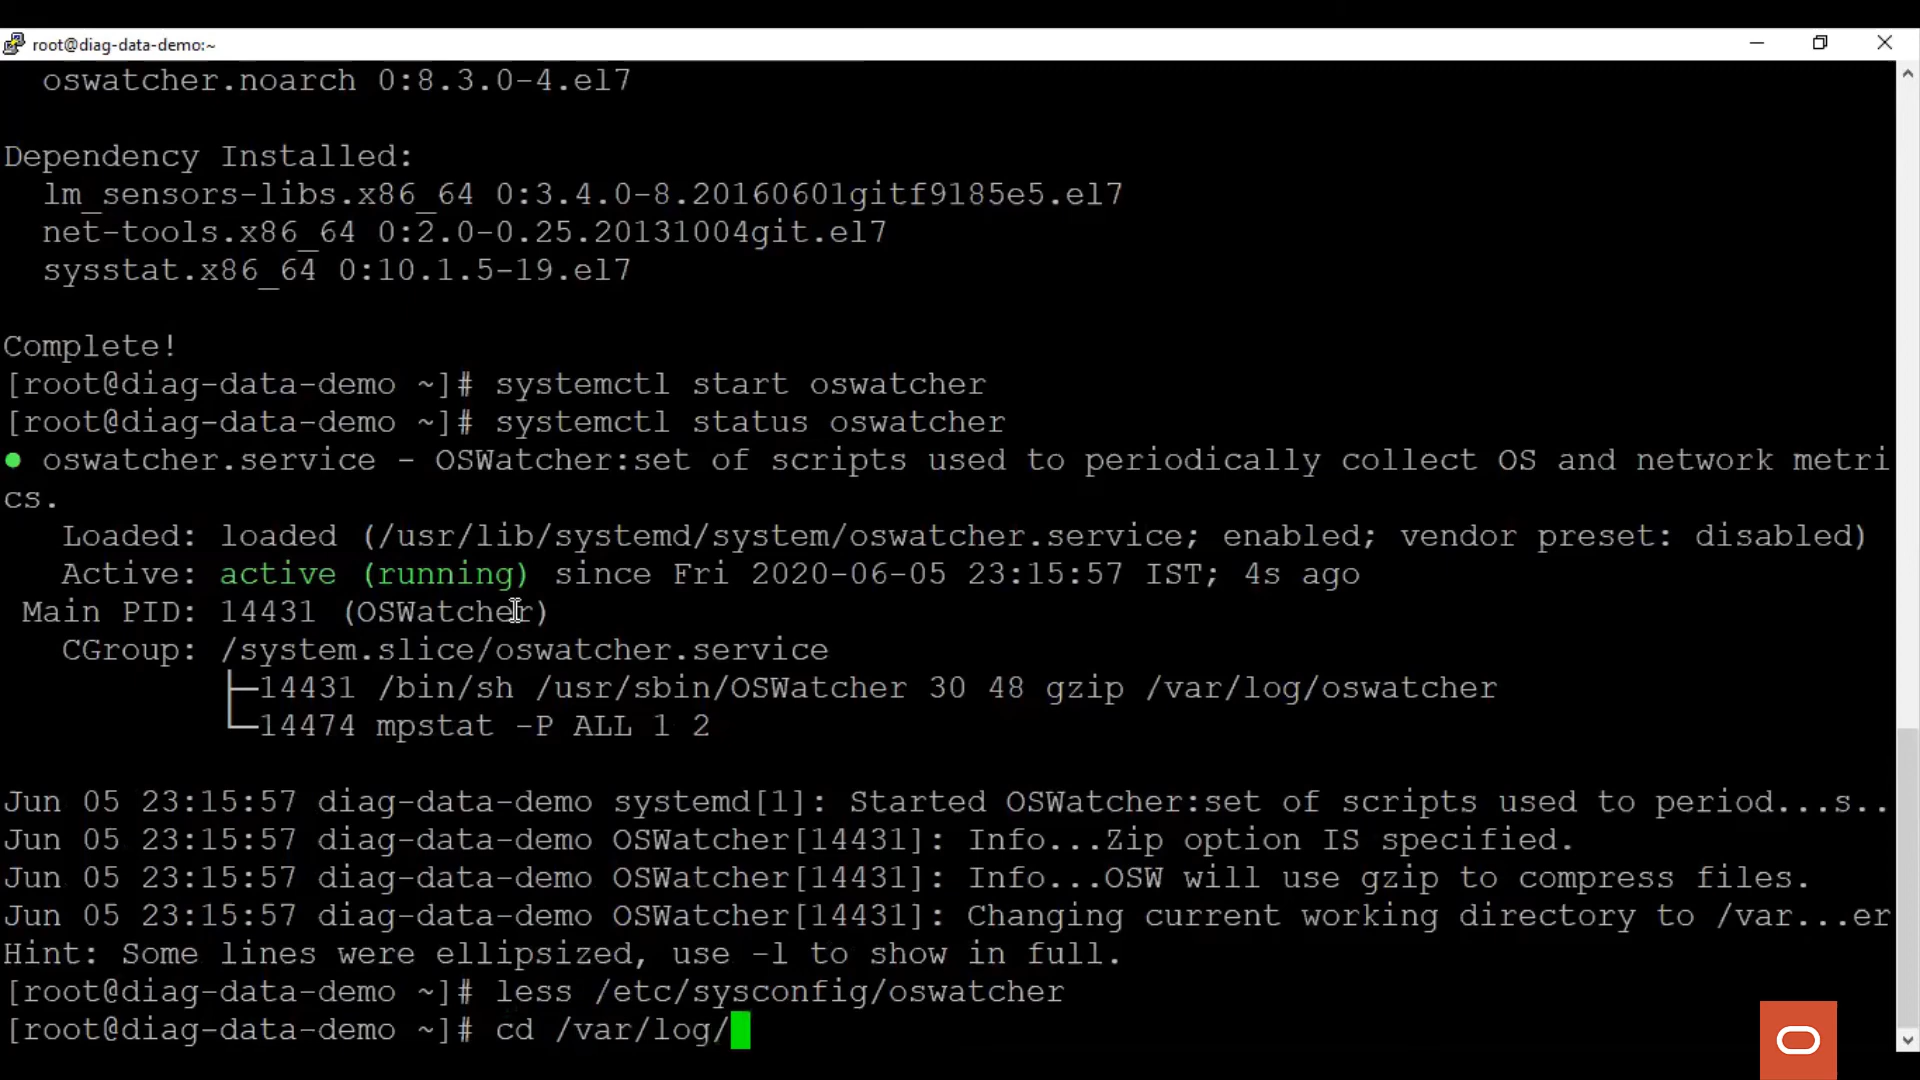 root@diag-data-demo:~
oswatcher.noarch 0:8.3.0-4.el7
Dependency Installed:
lm_sensors-libs.x86_64 0:3.4.0-8.20160601gitf9185e5.el7
net-tools.x86_64 0:2.0-0.25.20131004git.el7
sysstat.x86_64 0:10.1.5-19.el7
Complete!
[root@diag-data-demo ~]# systemctl start oswatcher
[root@diag-data-demo ~]# systemctl status oswatcher
● oswatcher.service - OSWatcher:set of scripts used to periodically collect OS and network metri
cs.
Loaded: loaded (/usr/lib/systemd/system/oswatcher.service; enabled; vendor preset: disabled)
Active: active (running) since Fri 2020-06-05 23:15:57 IST; 4s ago
Main PID: 14431 (OSWatcher)
CGroup: /system.slice/oswatcher.service
├─14431 /bin/sh /usr/sbin/OSWatcher 30 48 gzip /var/log/oswatcher
└─14474 mpstat -P ALL 1 2
Jun 05 23:15:57 diag-data-demo systemd[1]: Started OSWatcher:set of scripts used to period...s..
Jun 05 23:15:57 diag-data-demo OSWatcher[14431]: Info...Zip option IS specified.
Jun 05 23:15:57 diag-data-demo OSWatcher[14431]: Info...OSW will use gzip to compress files.
Jun 05 23:15:57 diag-data-demo OSWatcher[14431]: Changing current working directory to /var...er
Hint: Some lines were ellipsized, use -l to show in full.
[root@diag-data-demo ~]# less /etc/sysconfig/oswatcher
[root@diag-data-demo ~]# cd /var/log/